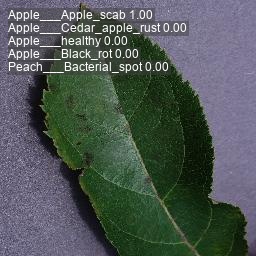 Apple___Apple_scab 1.00
Apple___Cedar_apple_rust 0.00
Apple___healthy 0.00
Apple___Black_rot 0.00
Peach___Bacterial_spot 0.00